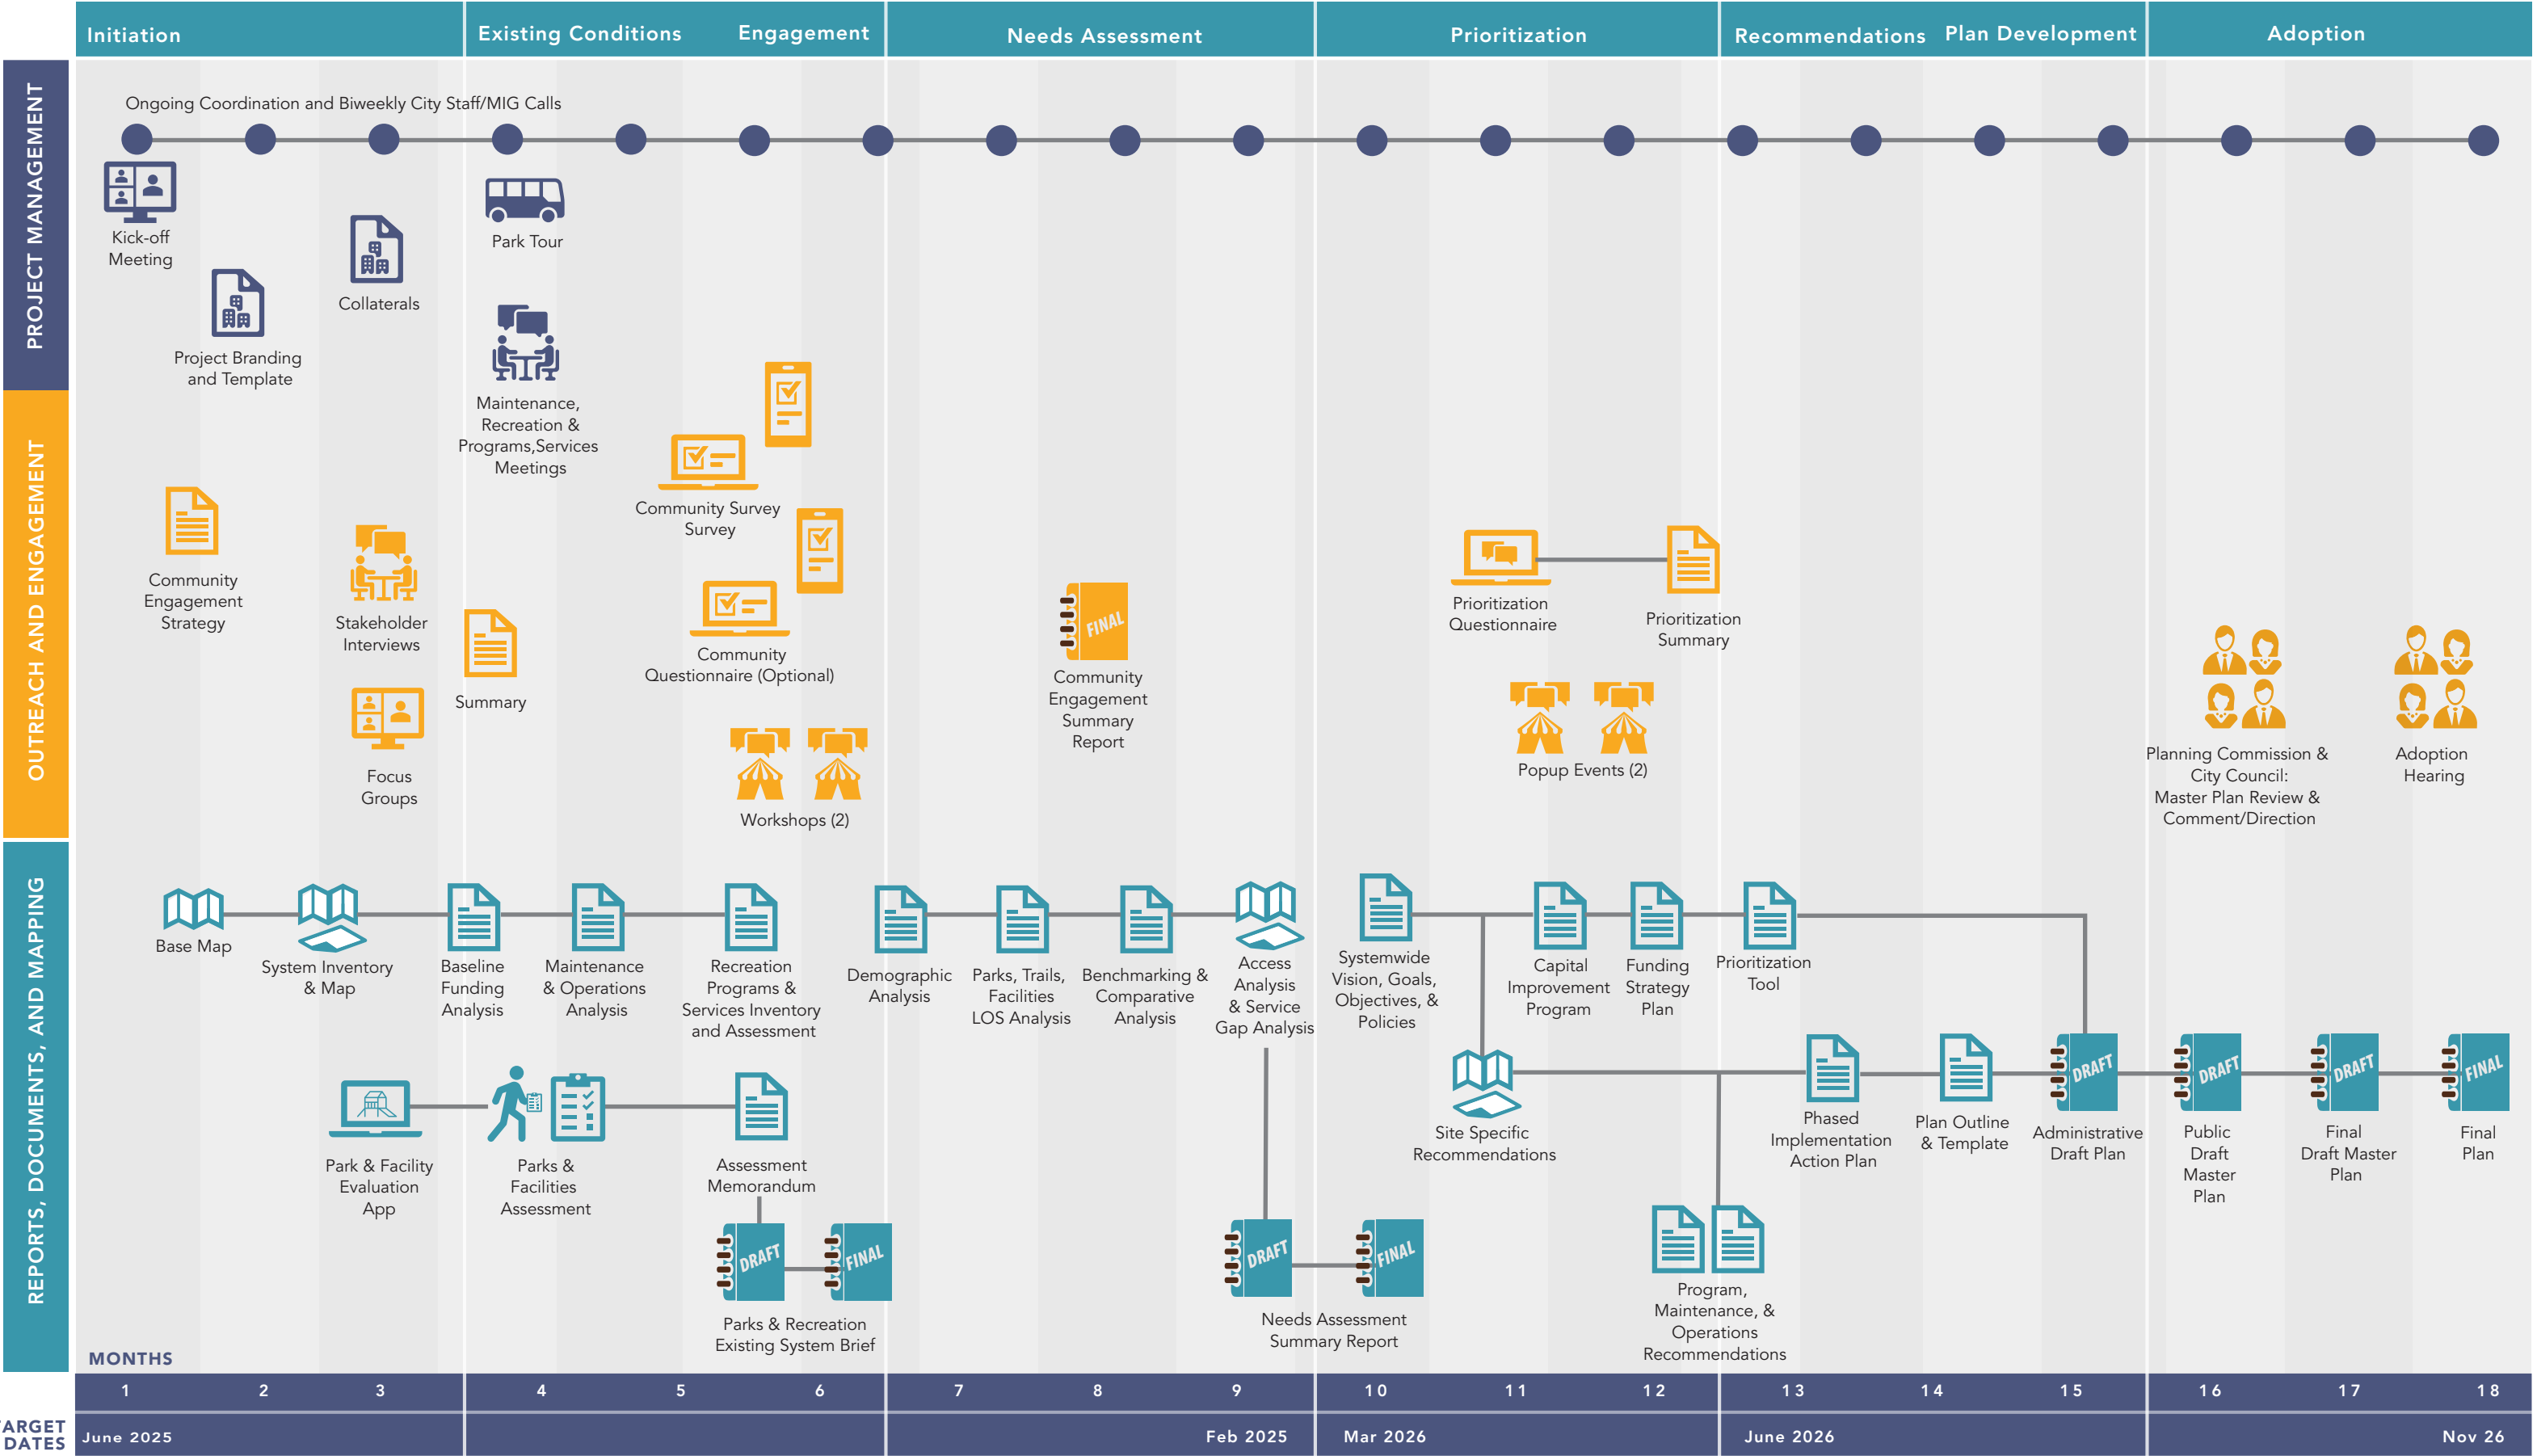 Initiation
Existing Conditions
Engagement
Needs Assessment
Prioritization
Recommendations
Plan Development
Adoption
PROJECT MANAGEMENT
Ongoing Coordination and Biweekly City Staff/MIG Calls
Kick-off
Meeting
Project Branding
and Template
Collaterals
Park Tour
Maintenance,
Recreation &
Programs,Services
Meetings
OUTREACH AND ENGAGEMENT
Community
Engagement
Strategy
Stakeholder
Interviews
Focus
Groups
Summary
Community Survey
Survey
Community
Questionnaire (Optional)
Workshops (2)
FINAL
Community
Engagement
Summary
Report
Prioritization
Questionnaire
Prioritization
Summary
Popup Events (2)
Planning Commission &
City Council:
Master Plan Review &
Comment/Direction
Adoption
Hearing
REPORTS, DOCUMENTS, AND MAPPING
Base Map
System Inventory
& Map
Baseline
Funding
Analysis
Maintenance
& Operations
Analysis
Recreation
Programs &
Services Inventory
and Assessment
Demographic
Analysis
Parks, Trails,
Facilities
LOS Analysis
Benchmarking &
Comparative
Analysis
Access
Analysis
& Service
Gap Analysis
Systemwide
Vision, Goals,
Objectives, &
Policies
Capital
Improvement
Program
Funding
Strategy
Plan
Prioritization
Tool
Park & Facility
Evaluation
App
Parks &
Facilities
Assessment
Assessment
Memorandum
DRAFT
FINAL
Parks & Recreation
Existing System Brief
DRAFT
FINAL
Needs Assessment
Summary Report
Site Specific
Recommendations
Program,
Maintenance, &
Operations
Recommendations
Phased
Implementation
Action Plan
Plan Outline
& Template
DRAFT
Administrative
Draft Plan
DRAFT
Public
Draft
Master
Plan
DRAFT
Final
Draft Master
Plan
FINAL
Final
Plan
MONTHS
1 2 3 4 5 6 7 8 9 10 11 12 13 14 15 16 17 18
TARGET
DATES
June 2025
Feb 2025
Mar 2026
June 2026
Nov 26